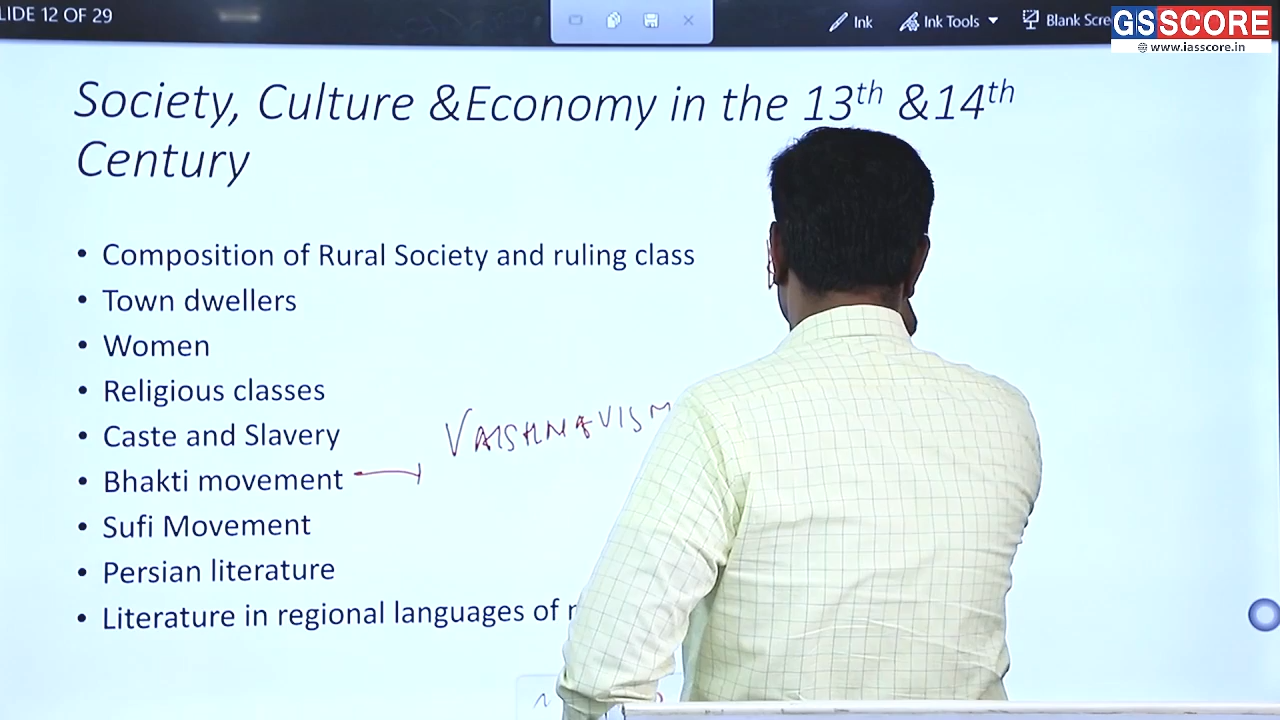 LIDE 12 OF 29
Ink
Ink Tools
Blank Scre
GSSCORE
www.iasscore.in
Society, Culture &Economy in the 13th &14th
Century
• Composition of Rural Society and ruling class
• Town dwellers
• Women
• Religious classes
• Caste and Slavery
VAISHNAVISM
• Bhakti movement
• Sufi Movement
• Persian literature
• Literature in regional languages of